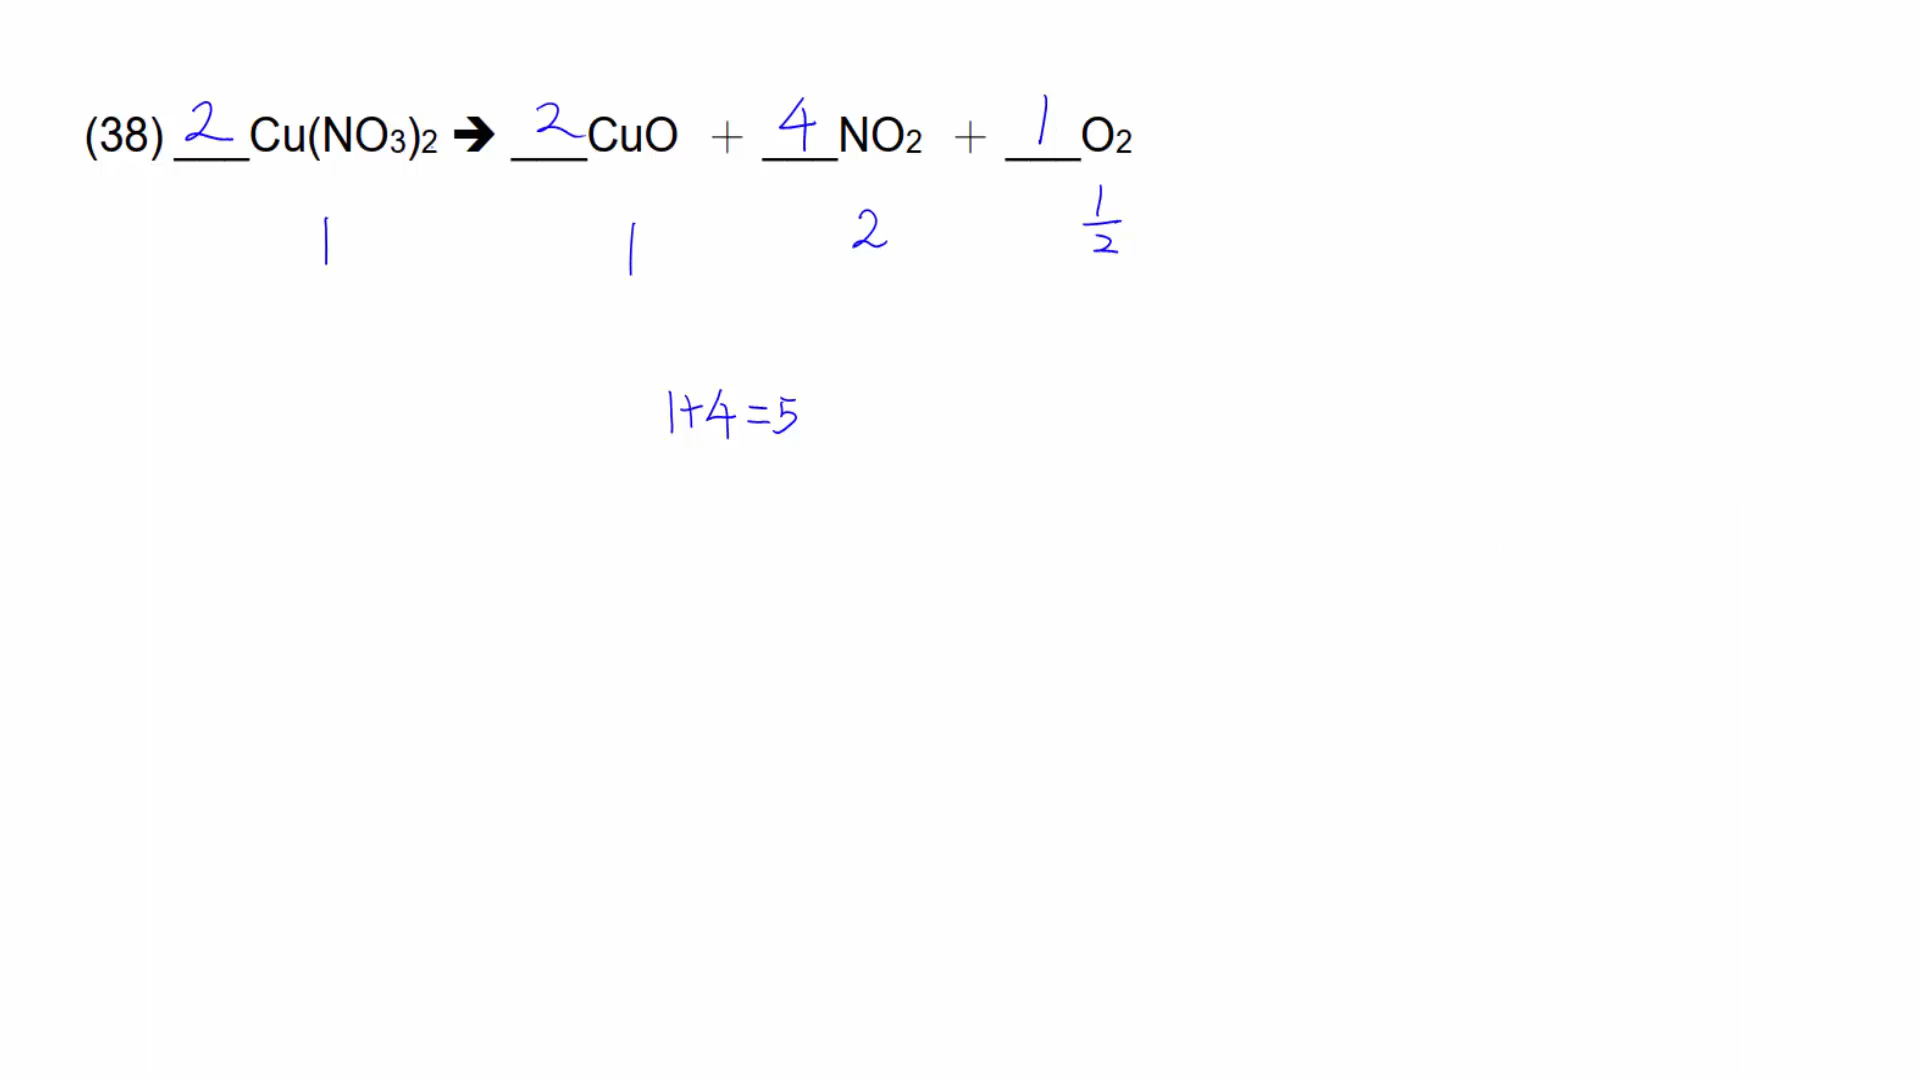 (38) 2 Cu(NO3)2 ➔ 2 CuO + 4 NO2 + 1 O2
1 1 2 1/2
1+4=5